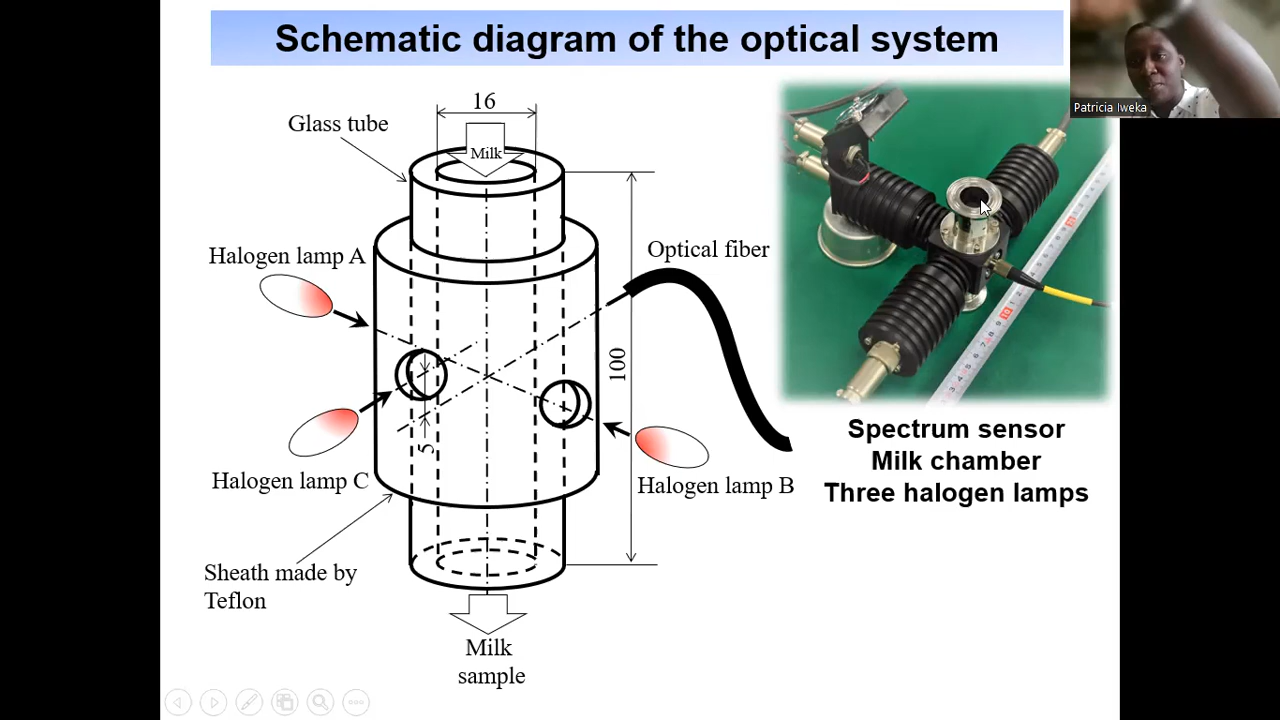 Schematic diagram of the optical system
Patricia Iweka
16
Glass tube
Milk
Halogen lamp A
Optical fiber
100
5
Halogen lamp C
Halogen lamp B
Sheath made by
Teflon
Milk
sample
Spectrum sensor
Milk chamber
Three halogen lamps